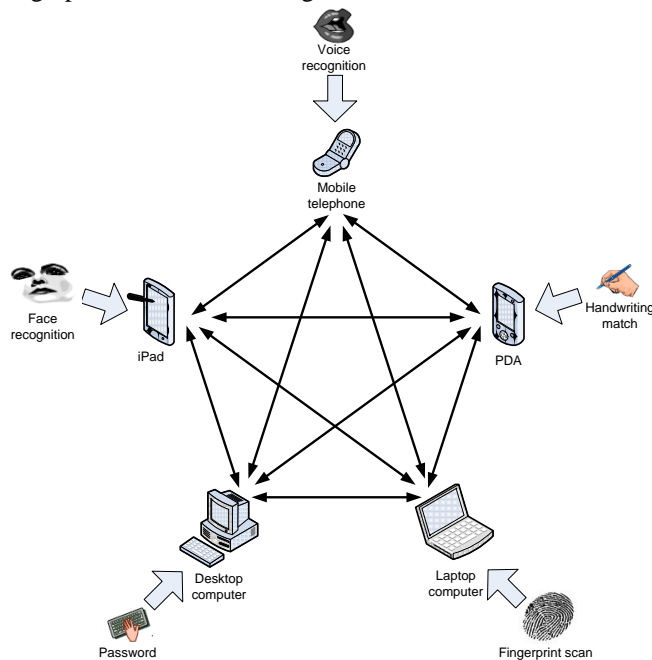 Voice
recognition
Mobile
telephone
Face
recognition
iPad
Handwriting
match
PDA
Desktop
computer
Laptop
computer
Password
Fingerprint scan